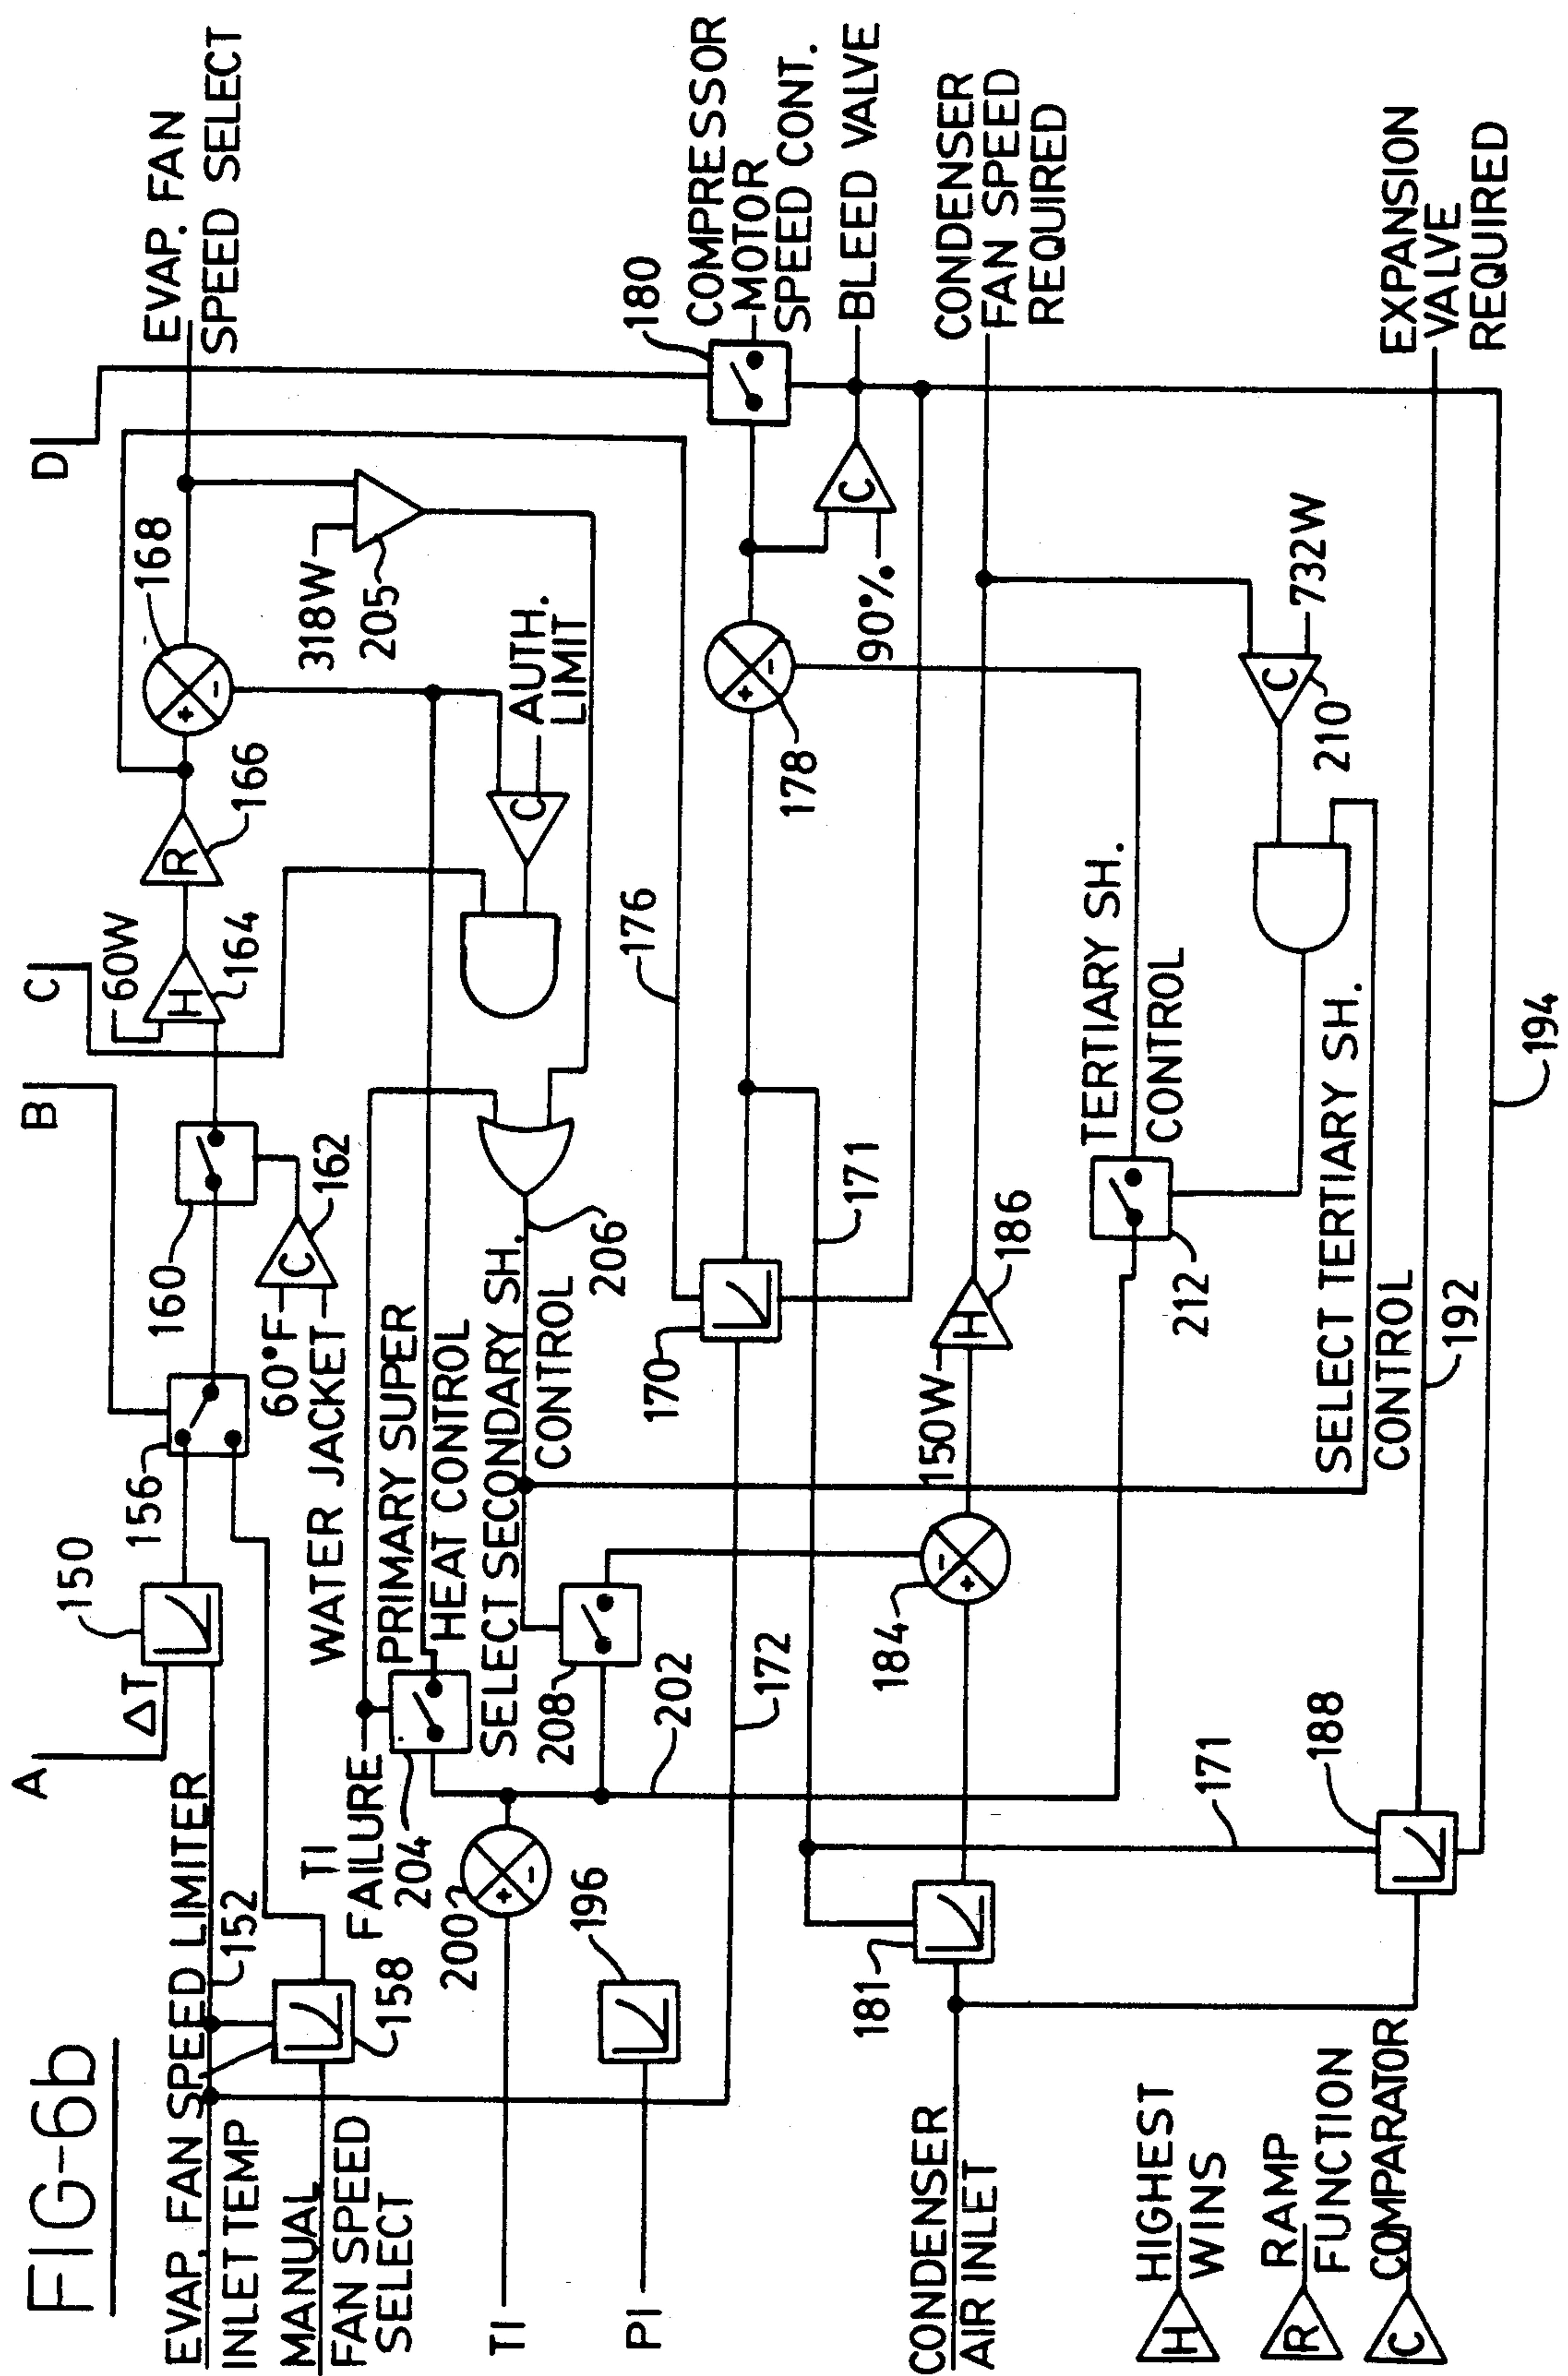 FIG-6b
A
B
C
D
EVAP. FAN SPEED LIMITER
INLET TEMP
152
MANUAL
FAN SPEED
SELECT
158
ΔT
150
156
160
60°F
WATER JACKET
162
60W
164
166
168
EVAP. FAN
SPEED SELECT
H
R
C
318W
205
AUTH.
LIMIT
C
TI
FAILURE
204
PRIMARY SUPER
HEAT CONTROL
SELECT SECONDARY SH.
CONTROL
206
TI
200
208
202
PI
196
172
170
176
171
178
180
COMPRESSOR
MOTOR
SPEED CONT.
90%
C
BLEED VALVE
CONDENSER
AIR INLET
181
184
150W
H
186
CONDENSER
FAN SPEED
REQUIRED
732W
C
210
TERTIARY SH.
CONTROL
212
SELECT TERTIARY SH.
CONTROL
171
188
192
194
EXPANSION
VALVE
REQUIRED
+
-
+
-
+
-
+
-
H HIGHEST
WINS
R RAMP
FUNCTION
C COMPARATOR